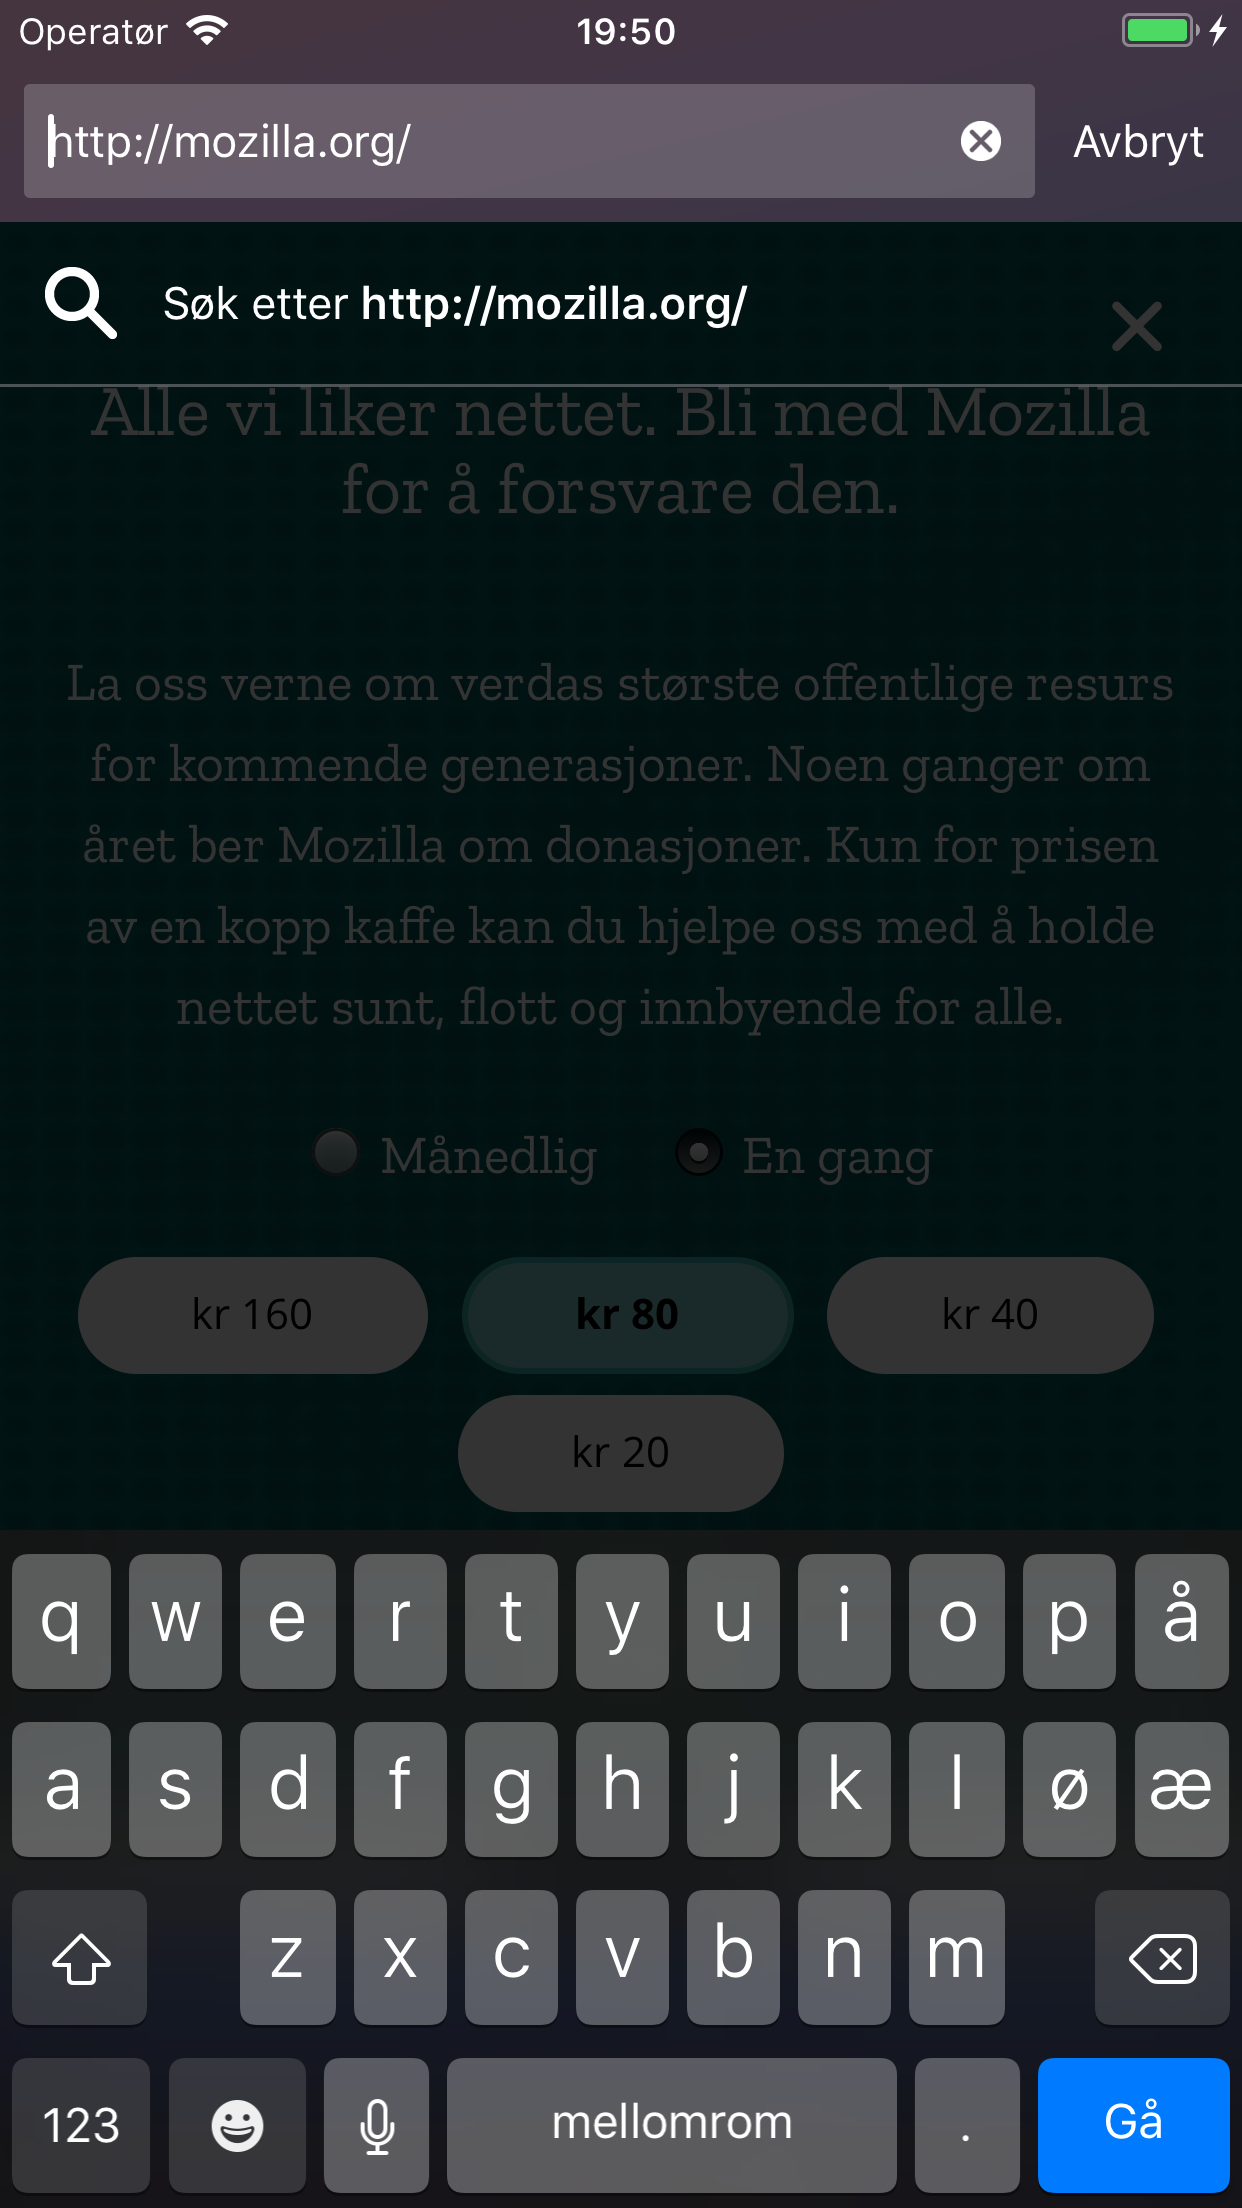 Operatør 19:50
http://mozilla.org/ Avbryt
Søk etter http://mozilla.org/
Alle vi liker nettet. Bli med Mozilla
for å forsvare den.
La oss verne om verdas største offentlige resurs
for kommende generasjoner. Noen ganger om
året ber Mozilla om donasjoner. Kun for prisen
av en kopp kaffe kan du hjelpe oss med å holde
nettet sunt, flott og innbyende for alle.
Månedlig En gang
kr 160 kr 80 kr 40
kr 20
q w e r t y u i o p å
a s d f g h j k l ø æ
z x c v b n m
123 mellomrom . Gå